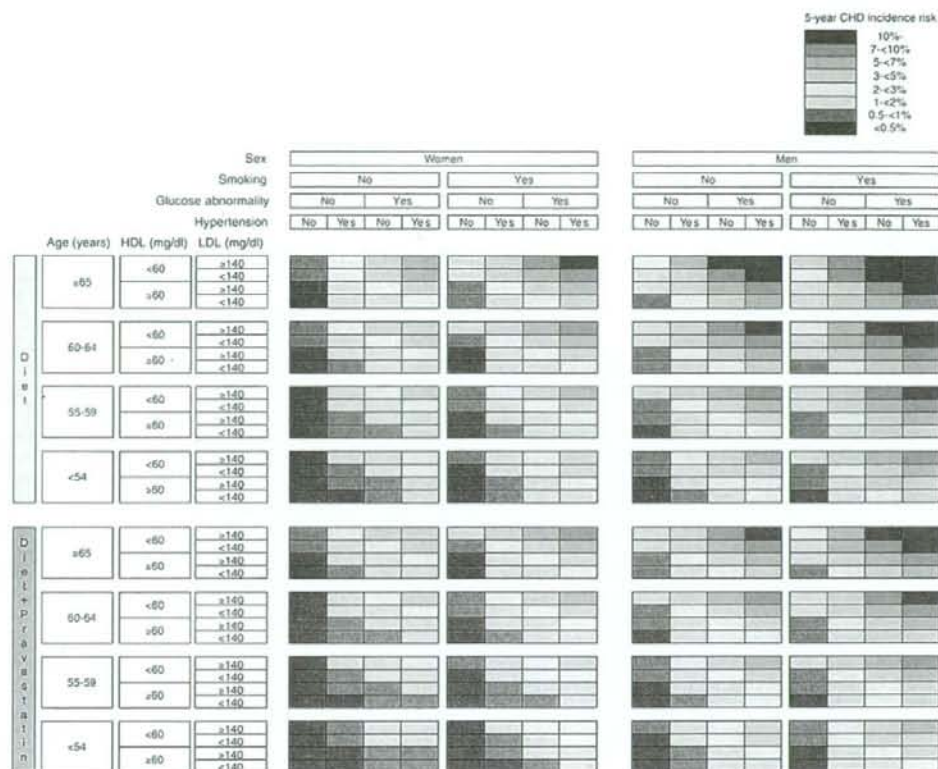 5-year CHD incidence risk
10%-
7-<10%
5-<7%
3-<5%
2-<3%
1-<2%
0.5-<1%
<0.5%
Sex Women Men
Smoking No Yes No Yes
Glucose abnormality No Yes No Yes No Yes No Yes
Hypertension No Yes No Yes No Yes No Yes No Yes No Yes No Yes No Yes
Age (years) HDL (mg/dl) LDL (mg/dl)
Diet
≥65 <60 ≥140
<140
≥60 ≥140
<140
60-64 <60 ≥140
<140
≥60 ≥140
<140
55-59 <60 ≥140
<140
≥60 ≥140
<140
<54 <60 ≥140
<140
≥60 ≥140
<140
Diet+Pravastatin
≥65 <60 ≥140
<140
≥60 ≥140
<140
60-64 <60 ≥140
<140
≥60 ≥140
<140
55-59 <60 ≥140
<140
≥60 ≥140
<140
<54 <60 ≥140
<140
≥60 ≥140
<140